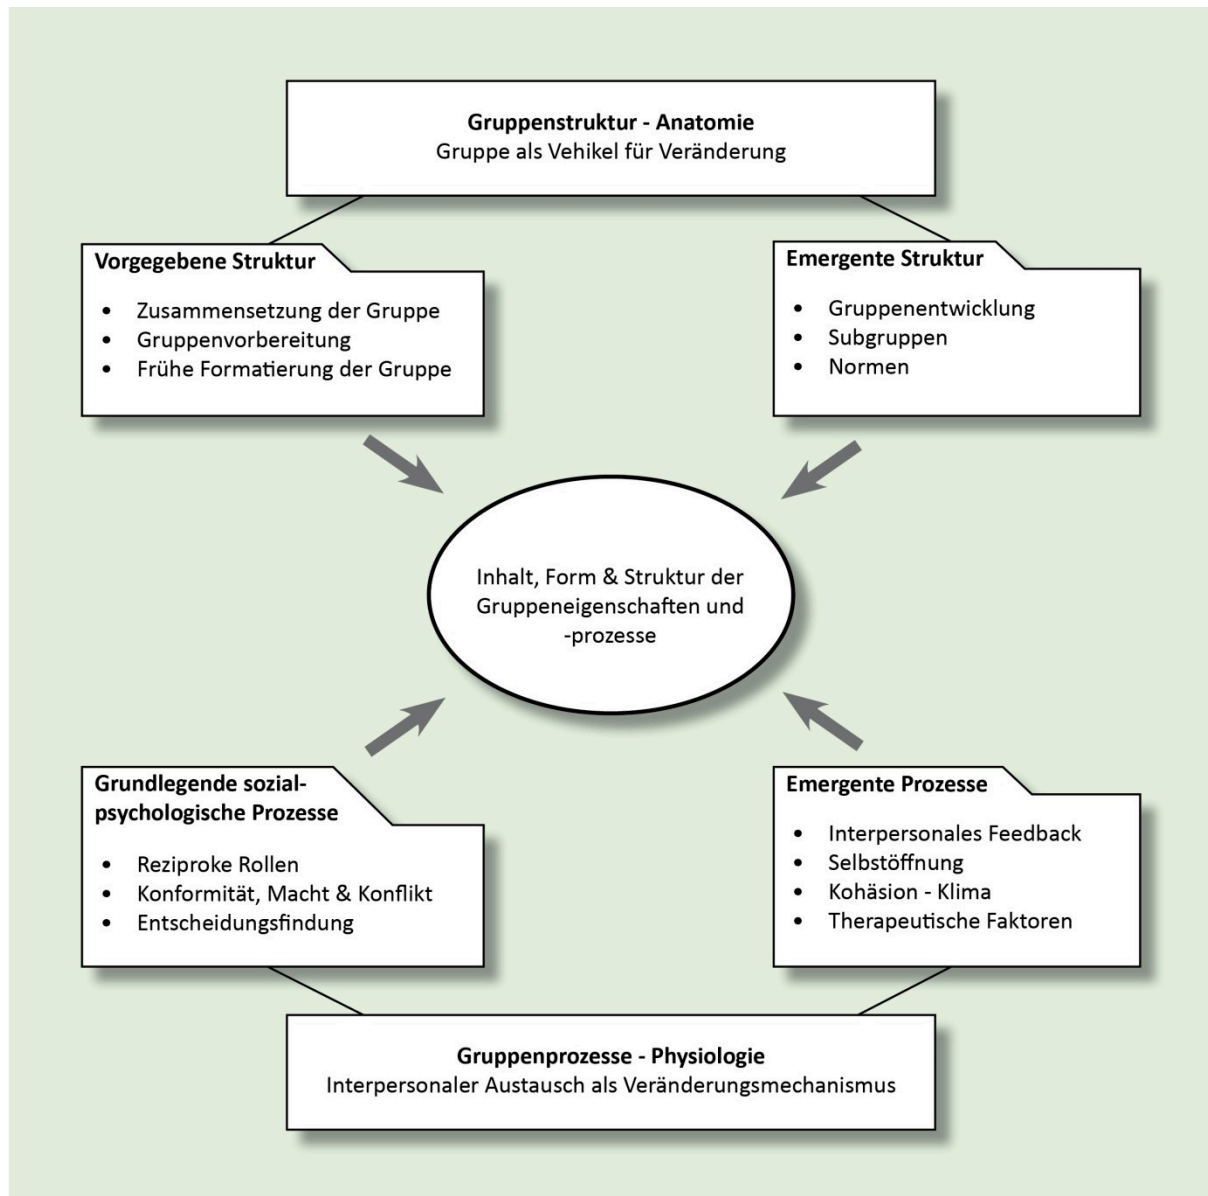 Gruppenstruktur - Anatomie
Gruppe als Vehikel für Veränderung
Vorgegebene Struktur
• Zusammensetzung der Gruppe
• Gruppenvorbereitung
• Frühe Formatierung der Gruppe
Emergente Struktur
• Gruppenentwicklung
• Subgruppen
• Normen
Inhalt, Form & Struktur der
Gruppeneigenschaften und
-prozesse
Grundlegende sozial-
psychologische Prozesse
• Reziproke Rollen
• Konformität, Macht & Konflikt
• Entscheidungsfindung
Emergente Prozesse
• Interpersonales Feedback
• Selbstöffnung
• Kohäsion - Klima
• Therapeutische Faktoren
Gruppenprozesse - Physiologie
Interpersonaler Austausch als Veränderungsmechanismus